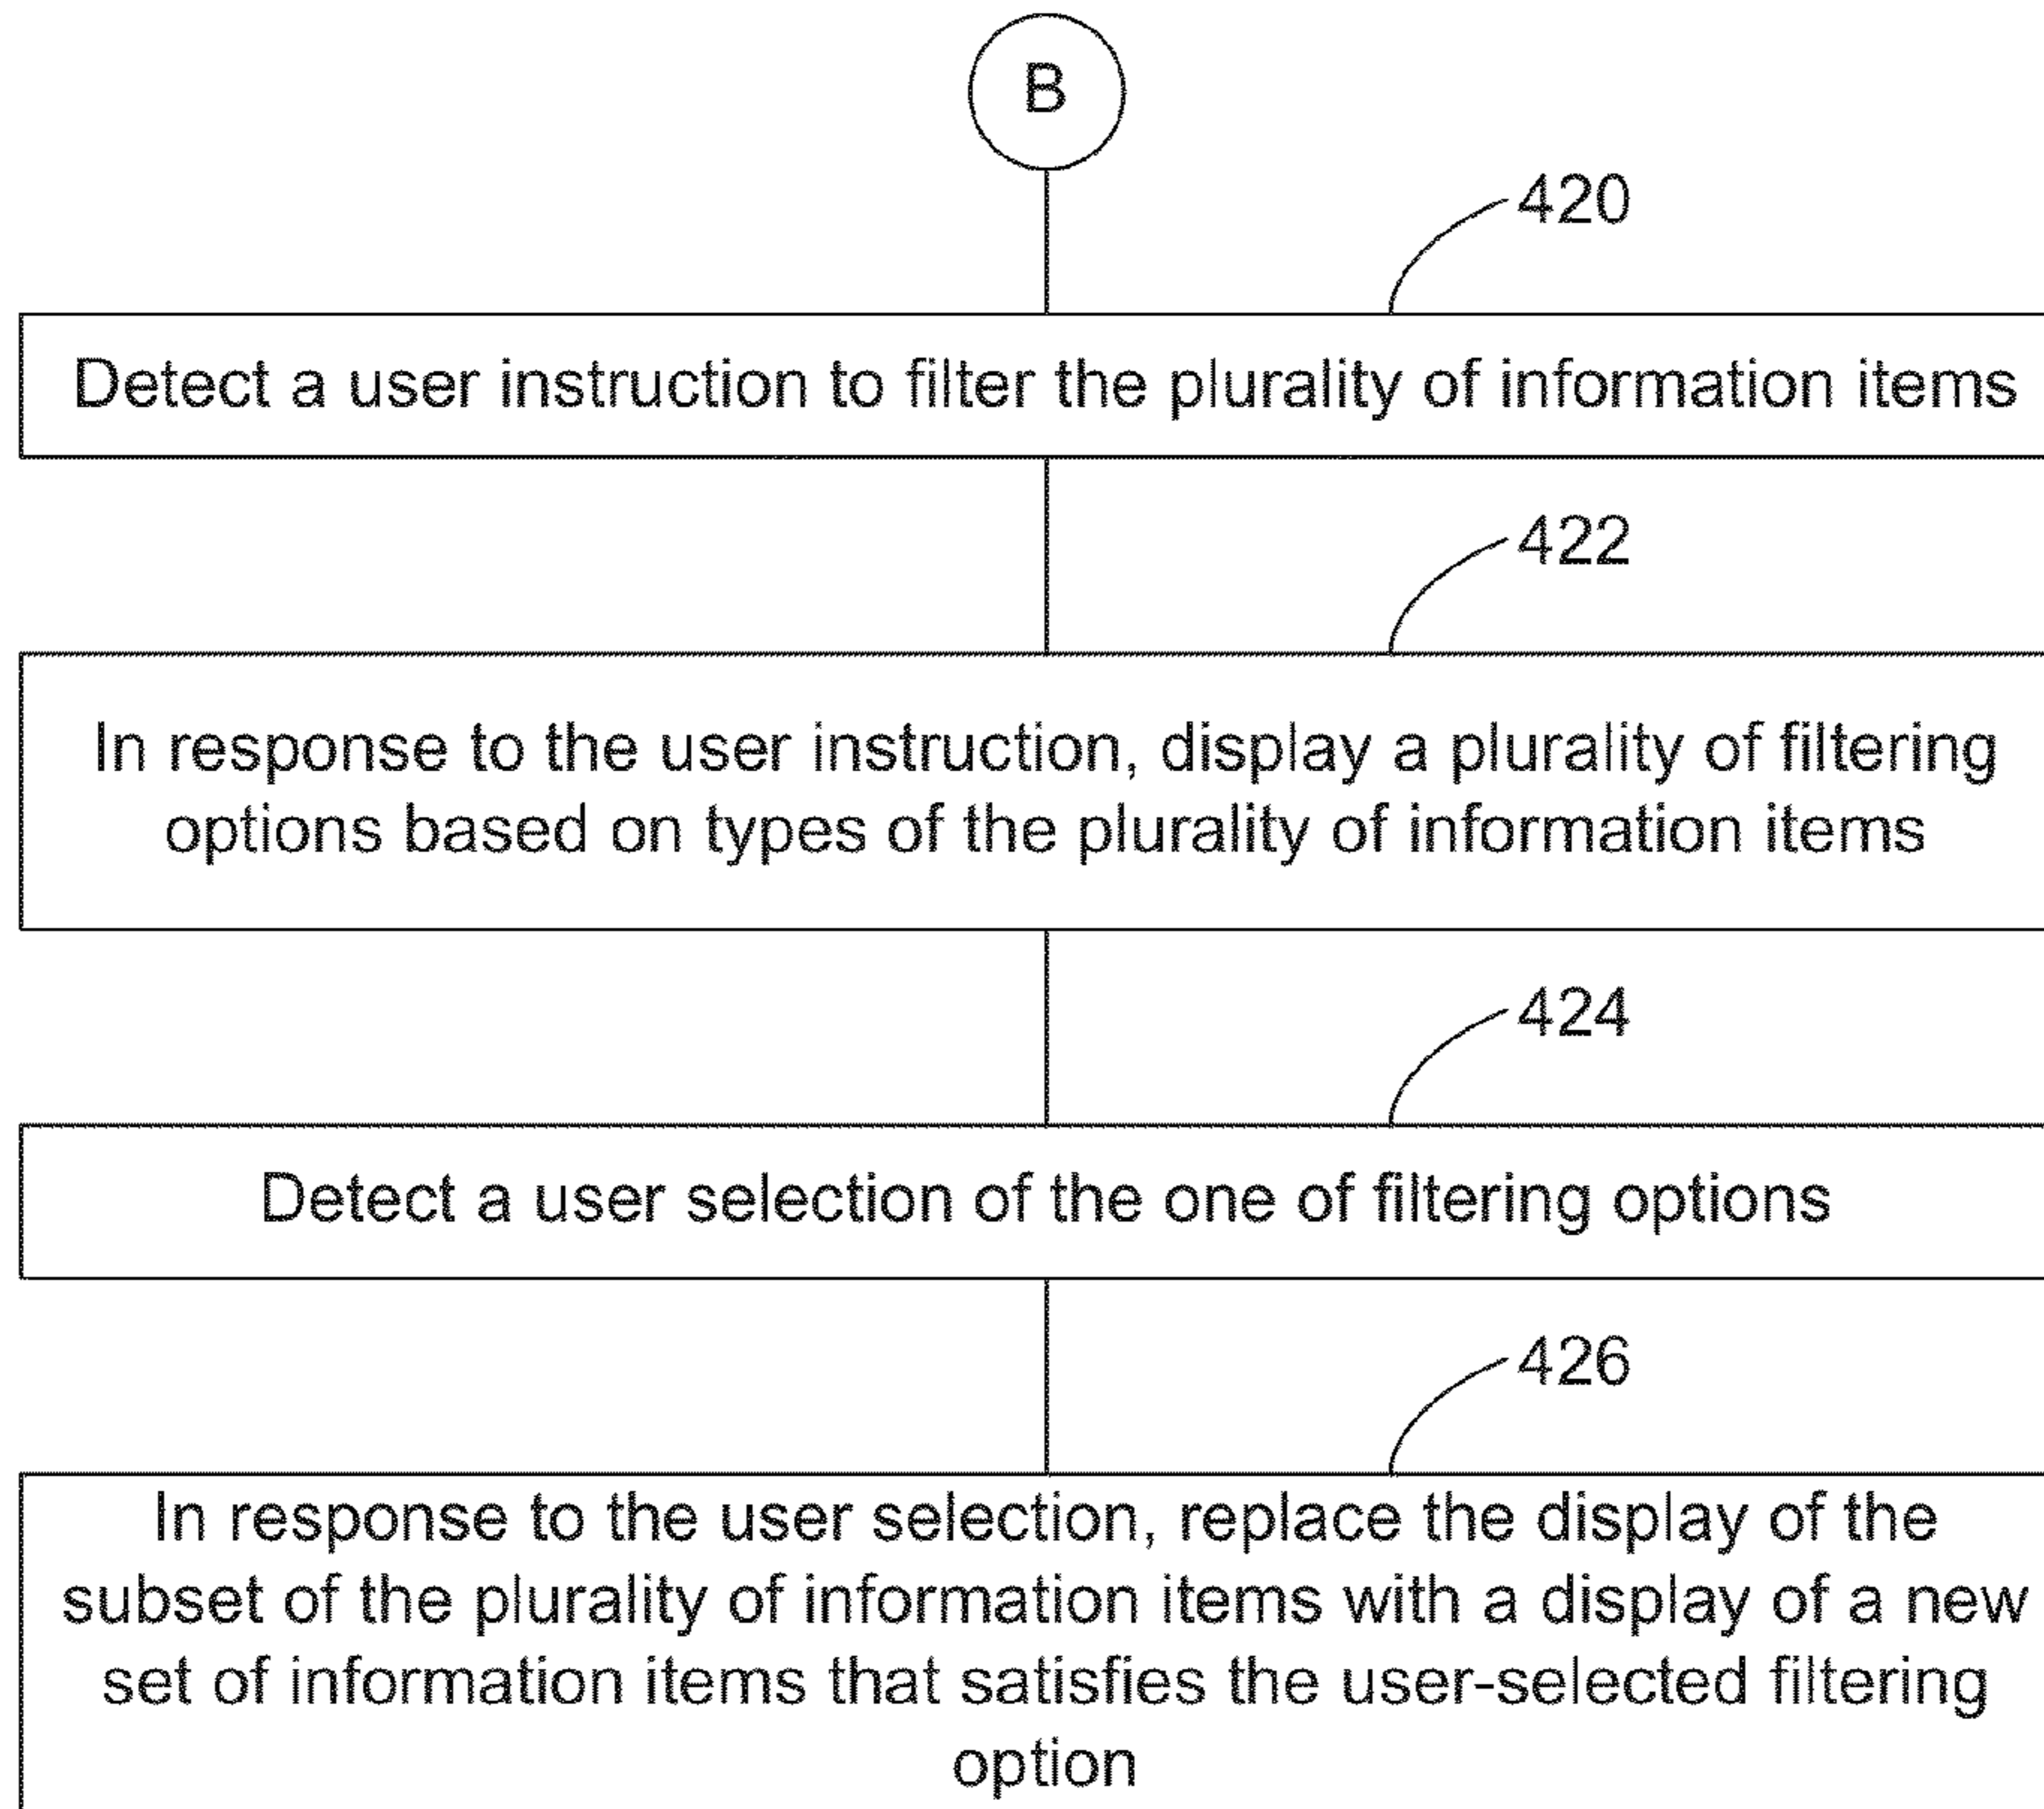 B
420
Detect a user instruction to filter the plurality of information items
422
In response to the user instruction, display a plurality of filtering
options based on types of the plurality of information items
424
Detect a user selection of the one of filtering options
426
In response to the user selection, replace the display of the
subset of the plurality of information items with a display of a new
set of information items that satisfies the user-selected filtering
option